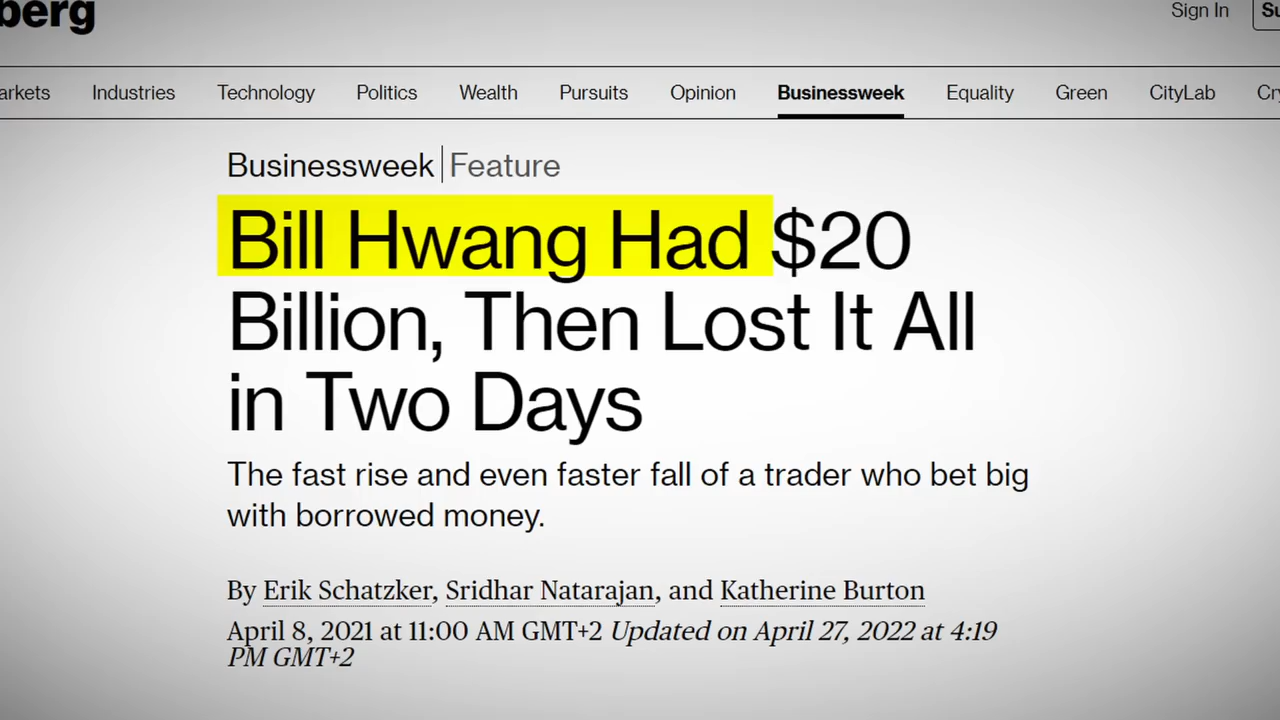 berg
Sign In
Su
arkets Industries Technology Politics Wealth Pursuits Opinion Businessweek Equality Green CityLab Cry
Businessweek | Feature
Bill Hwang Had $20
Billion, Then Lost It All
in Two Days
The fast rise and even faster fall of a trader who bet big
with borrowed money.
By Erik Schatzker, Sridhar Natarajan, and Katherine Burton
April 8, 2021 at 11:00 AM GMT+2 Updated on April 27, 2022 at 4:19
PM GMT+2